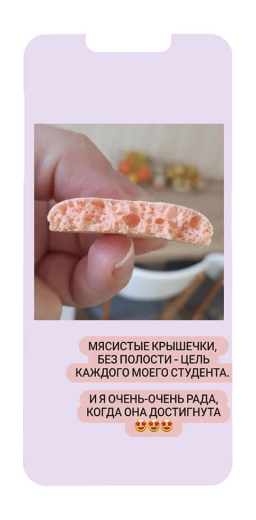 МЯСИСТЫЕ КРЫШЕЧКИ,
БЕЗ ПОЛОСТИ - ЦЕЛЬ
КАЖДОГО МОЕГО СТУДЕНТА.
И Я ОЧЕНЬ-ОЧЕНЬ РАДА,
КОГДА ОНА ДОСТИГНУТА
😍😍😍